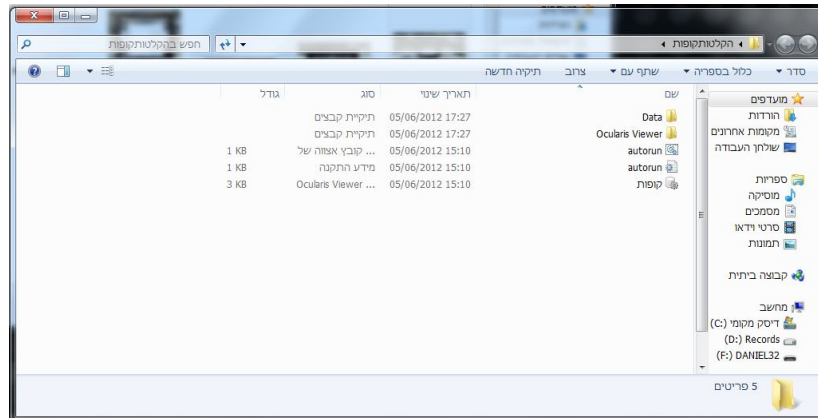 הקלטותקופות
חפש בהקלטותקופות
סדר
כלול בספריה
שתף עם
צרוב
תיקיה חדשה
שם
תאריך שינוי
סוג
גודל
Data 05/06/2012 17:27 תיקיית קבצים
Ocularis Viewer 05/06/2012 17:27 תיקיית קבצים
autorun 05/06/2012 15:10 קובץ אצווה של ... 1 KB
autorun 05/06/2012 15:10 מידע התקנה 1 KB
קופות 05/06/2012 15:10 Ocularis Viewer ... 3 KB
מועדפים
הורדות
מקומות אחרונים
שולחן העבודה
ספריות
מוסיקה
מסמכים
סרטי וידאו
תמונות
קבוצה ביתית
מחשב
דיסק מקומי (C:)
(D:) Records
(F:) DANIEL32
5 פריטים